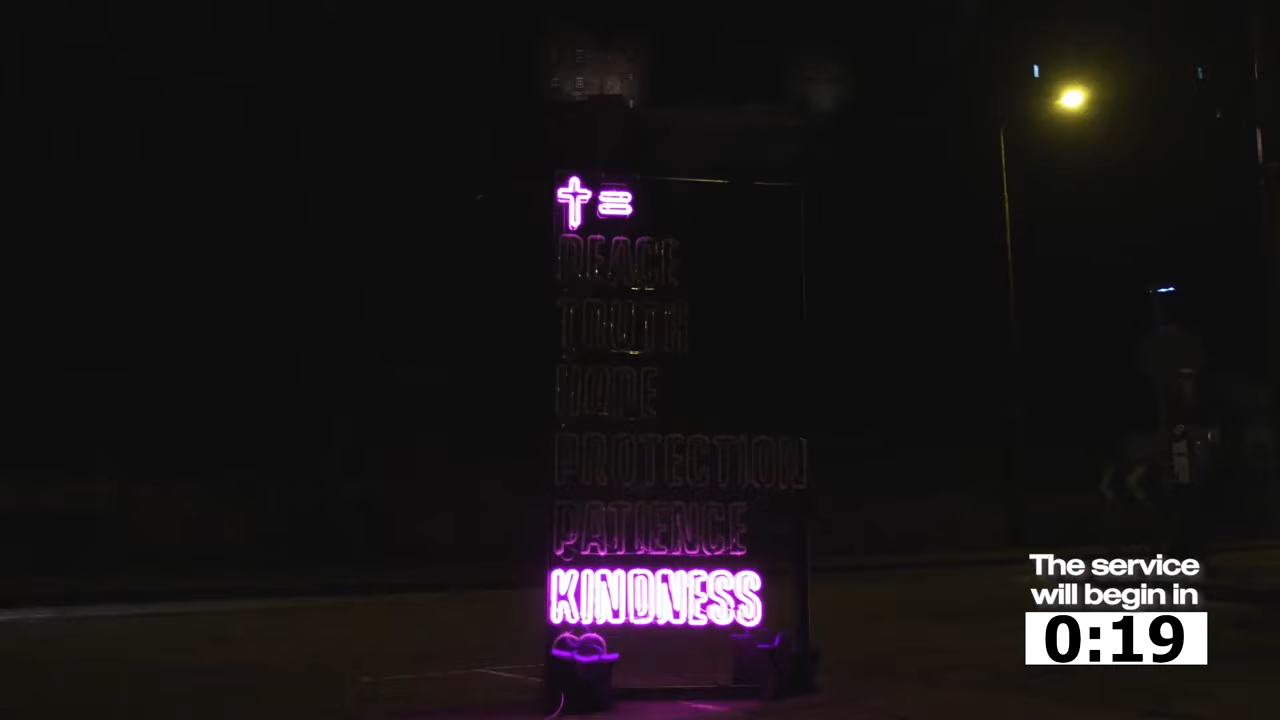 ✝=
PEACE
TRUTH
HOPE
PROTECTION
PATIENCE
KINDNESS
The service
will begin in
0:19